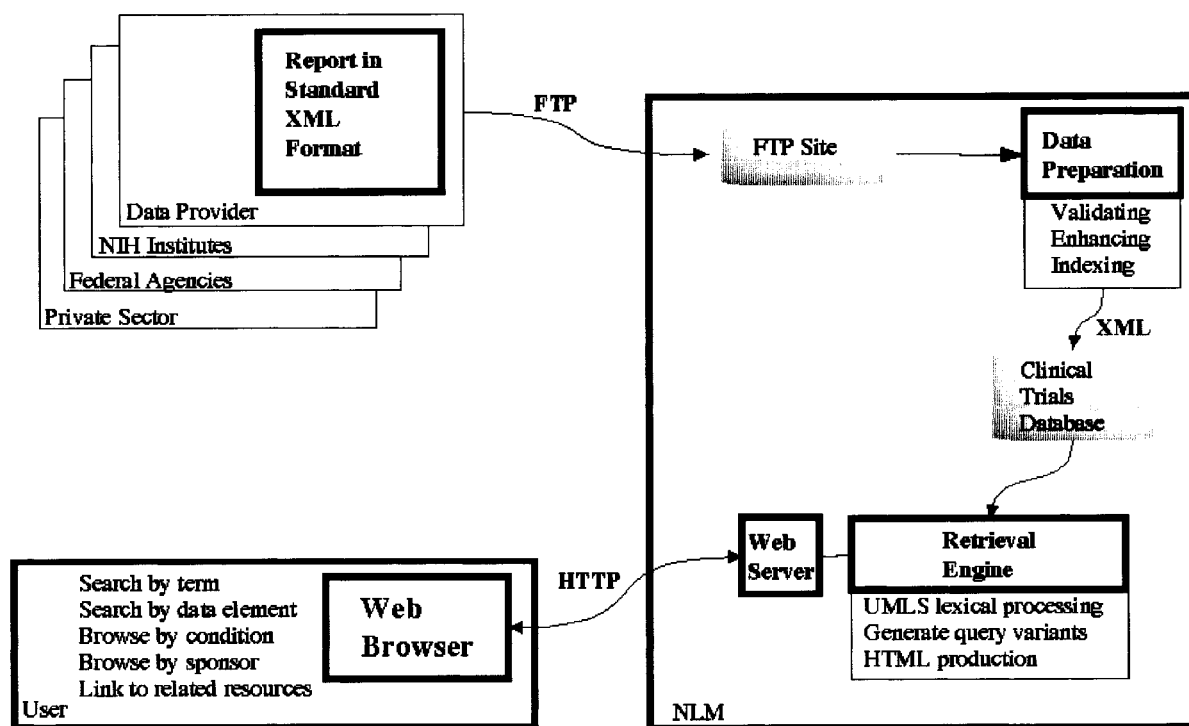 Report in
Standard
XML
Format
Data Provider
NIH Institutes
Federal Agencies
Private Sector
FTP
FTP Site
Data
Preparation
Validating
Enhancing
Indexing
XML
Clinical
Trials
Database
Retrieval
Engine
UMLS lexical processing
Generate query variants
HTML production
Web
Server
NLM
HTTP
Web
Browser
Search by term
Search by data element
Browse by condition
Browse by sponsor
Link to related resources
User